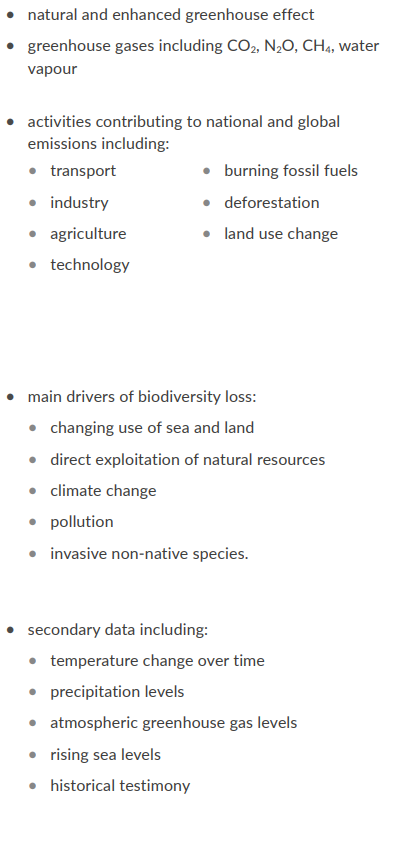 • natural and enhanced greenhouse effect
• greenhouse gases including CO₂, N₂O, CH₄, water
vapour
• activities contributing to national and global
emissions including:
• transport
• industry
• agriculture
• technology
• burning fossil fuels
• deforestation
• land use change
• main drivers of biodiversity loss:
• changing use of sea and land
• direct exploitation of natural resources
• climate change
• pollution
• invasive non-native species.
• secondary data including:
• temperature change over time
• precipitation levels
• atmospheric greenhouse gas levels
• rising sea levels
• historical testimony